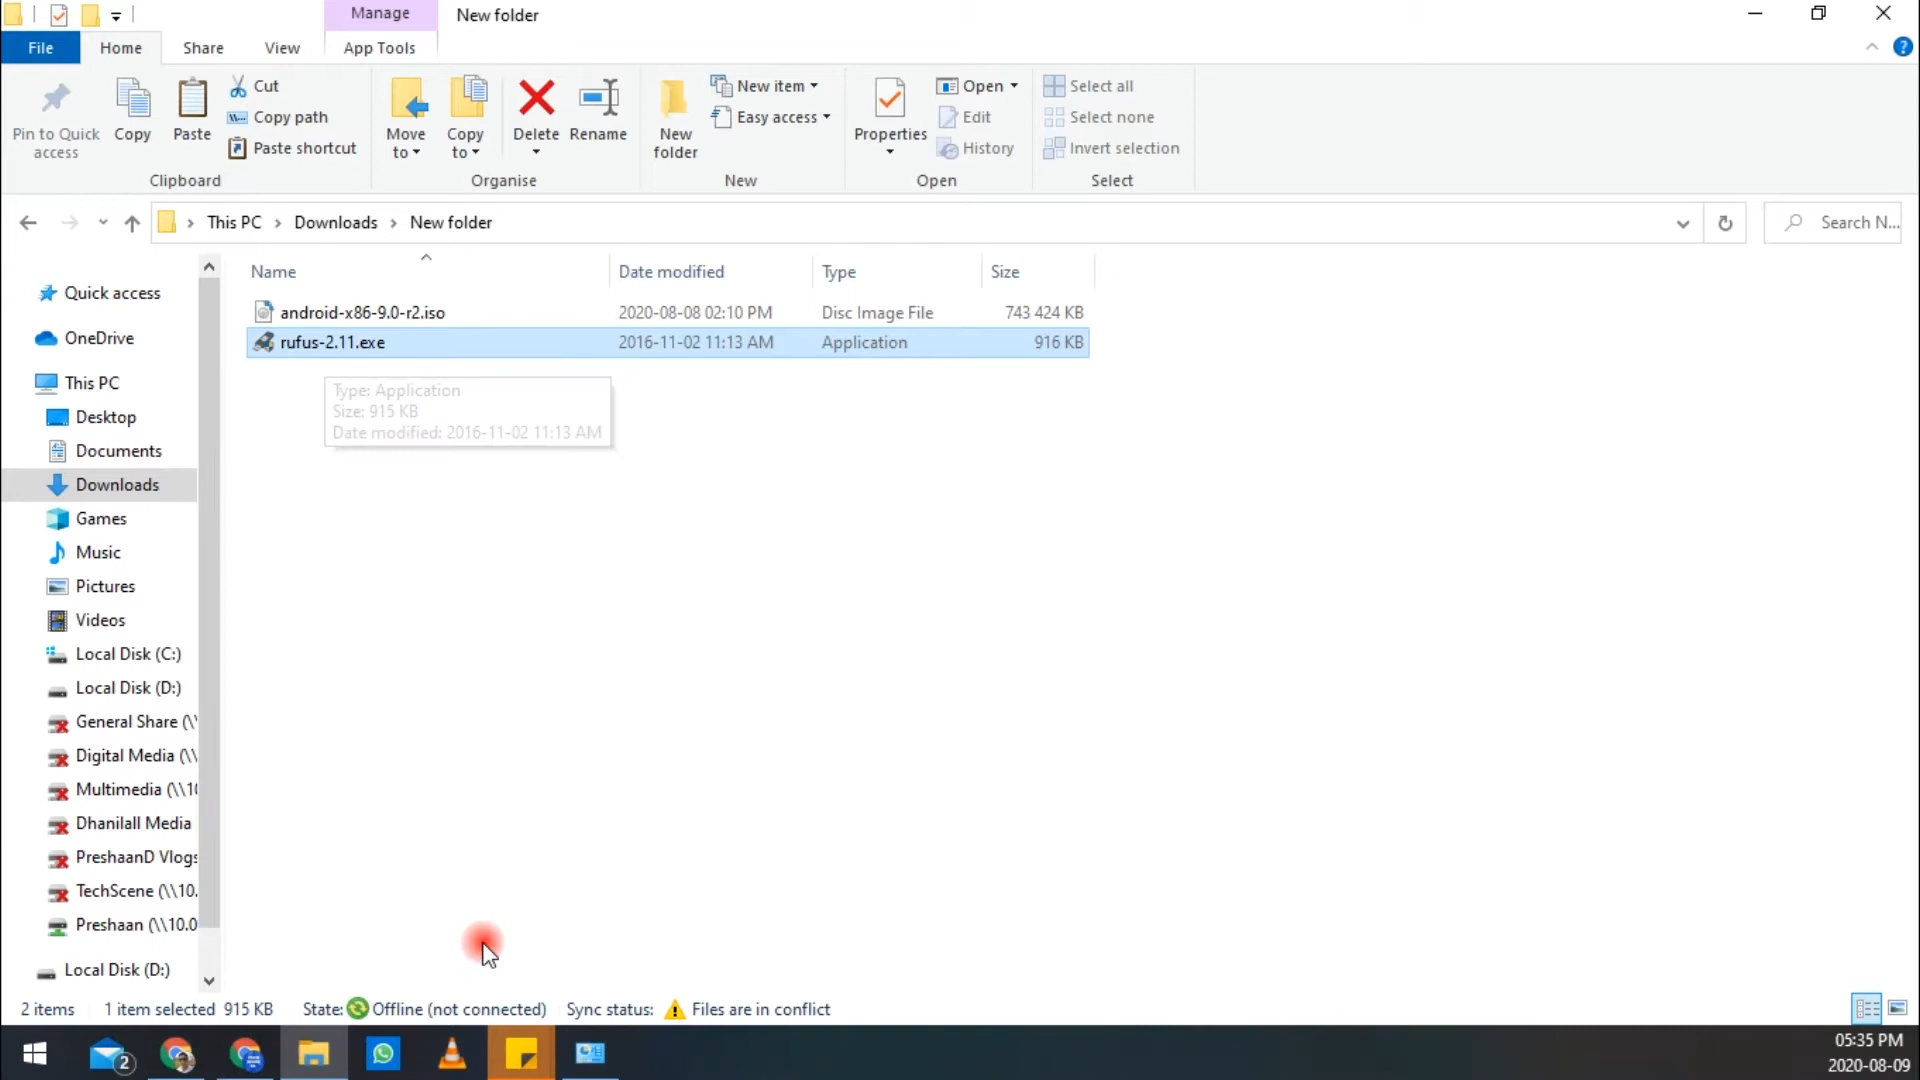 Manage
New folder
File
Home
Share
View
App Tools
Pin to Quick access
Copy
Paste
Cut
Copy path
Paste shortcut
Clipboard
Move to
Copy to
Delete
Rename
Organise
New folder
New item
Easy access
New
Properties
Open
Edit
History
Open
Select all
Select none
Invert selection
Select
This PC
Downloads
New folder
Search N...
Name
Date modified
Type
Size
android-x86-9.0-r2.iso
2020-08-08 02:10 PM
Disc Image File
743 424 KB
rufus-2.11.exe
2016-11-02 11:13 AM
Application
916 KB
Type: Application
Size: 915 KB
Date modified: 2016-11-02 11:13 AM
Quick access
OneDrive
This PC
Desktop
Documents
Downloads
Games
Music
Pictures
Videos
Local Disk (C:)
Local Disk (D:)
General Share (\\
Digital Media (\\
Multimedia (\\10
Dhanilall Media
PreshaanD Vlogs
TechScene (\\10.
Preshaan (\\10.0
Local Disk (D:)
2 items
1 item selected 915 KB
State: Offline (not connected)
Sync status: Files are in conflict
2
05:35 PM
2020-08-09